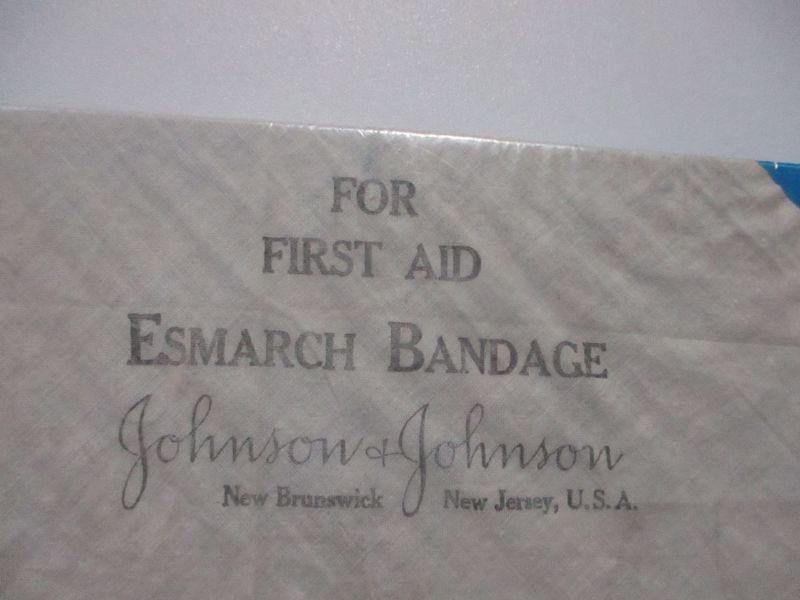 FOR
FIRST AID
ESMARCH BANDAGE
Johnson & Johnson
New Brunswick New Jersey, U.S.A.